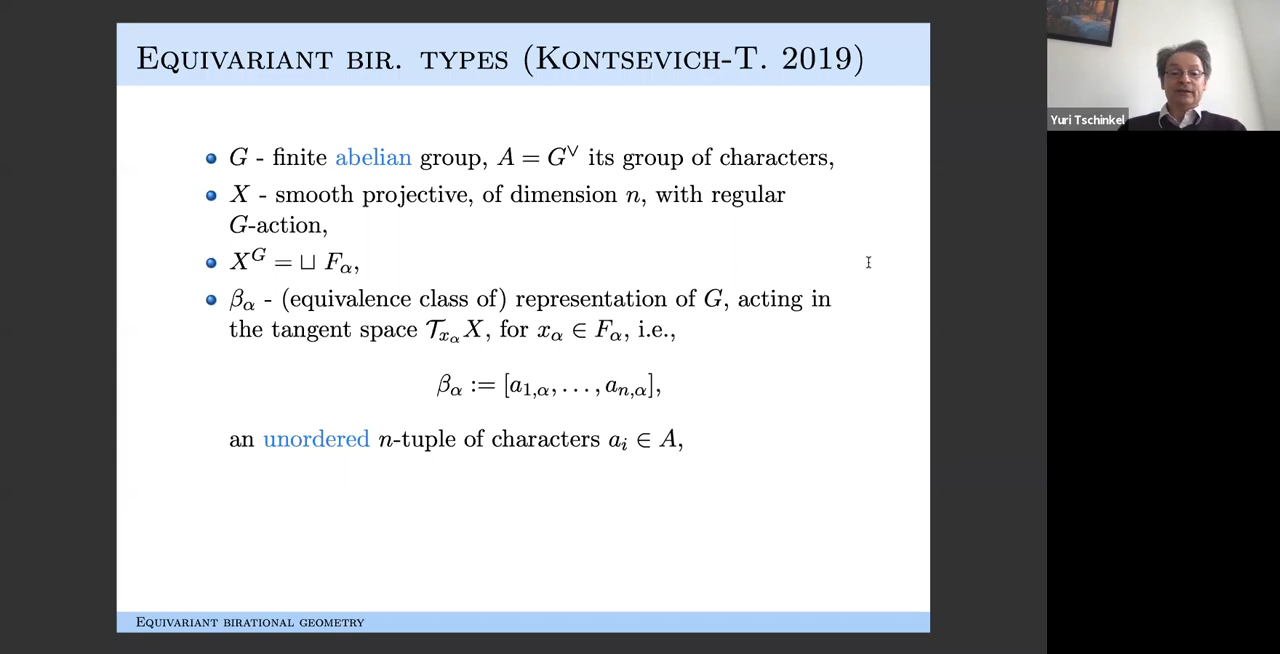 EQUIVARIANT BIR. TYPES (KONTSEVICH-T. 2019)
G - finite abelian group, A = G^∨ its group of characters,
X - smooth projective, of dimension n, with regular
G-action,
X^G = ⊔ F_α,
β_α - (equivalence class of) representation of G, acting in
the tangent space 𝒯_{x_α} X, for x_α ∈ F_α, i.e.,
β_α := [a_{1,α}, . . . , a_{n,α}],
an unordered n-tuple of characters a_i ∈ A,
EQUIVARIANT BIRATIONAL GEOMETRY
Yuri Tschinkel